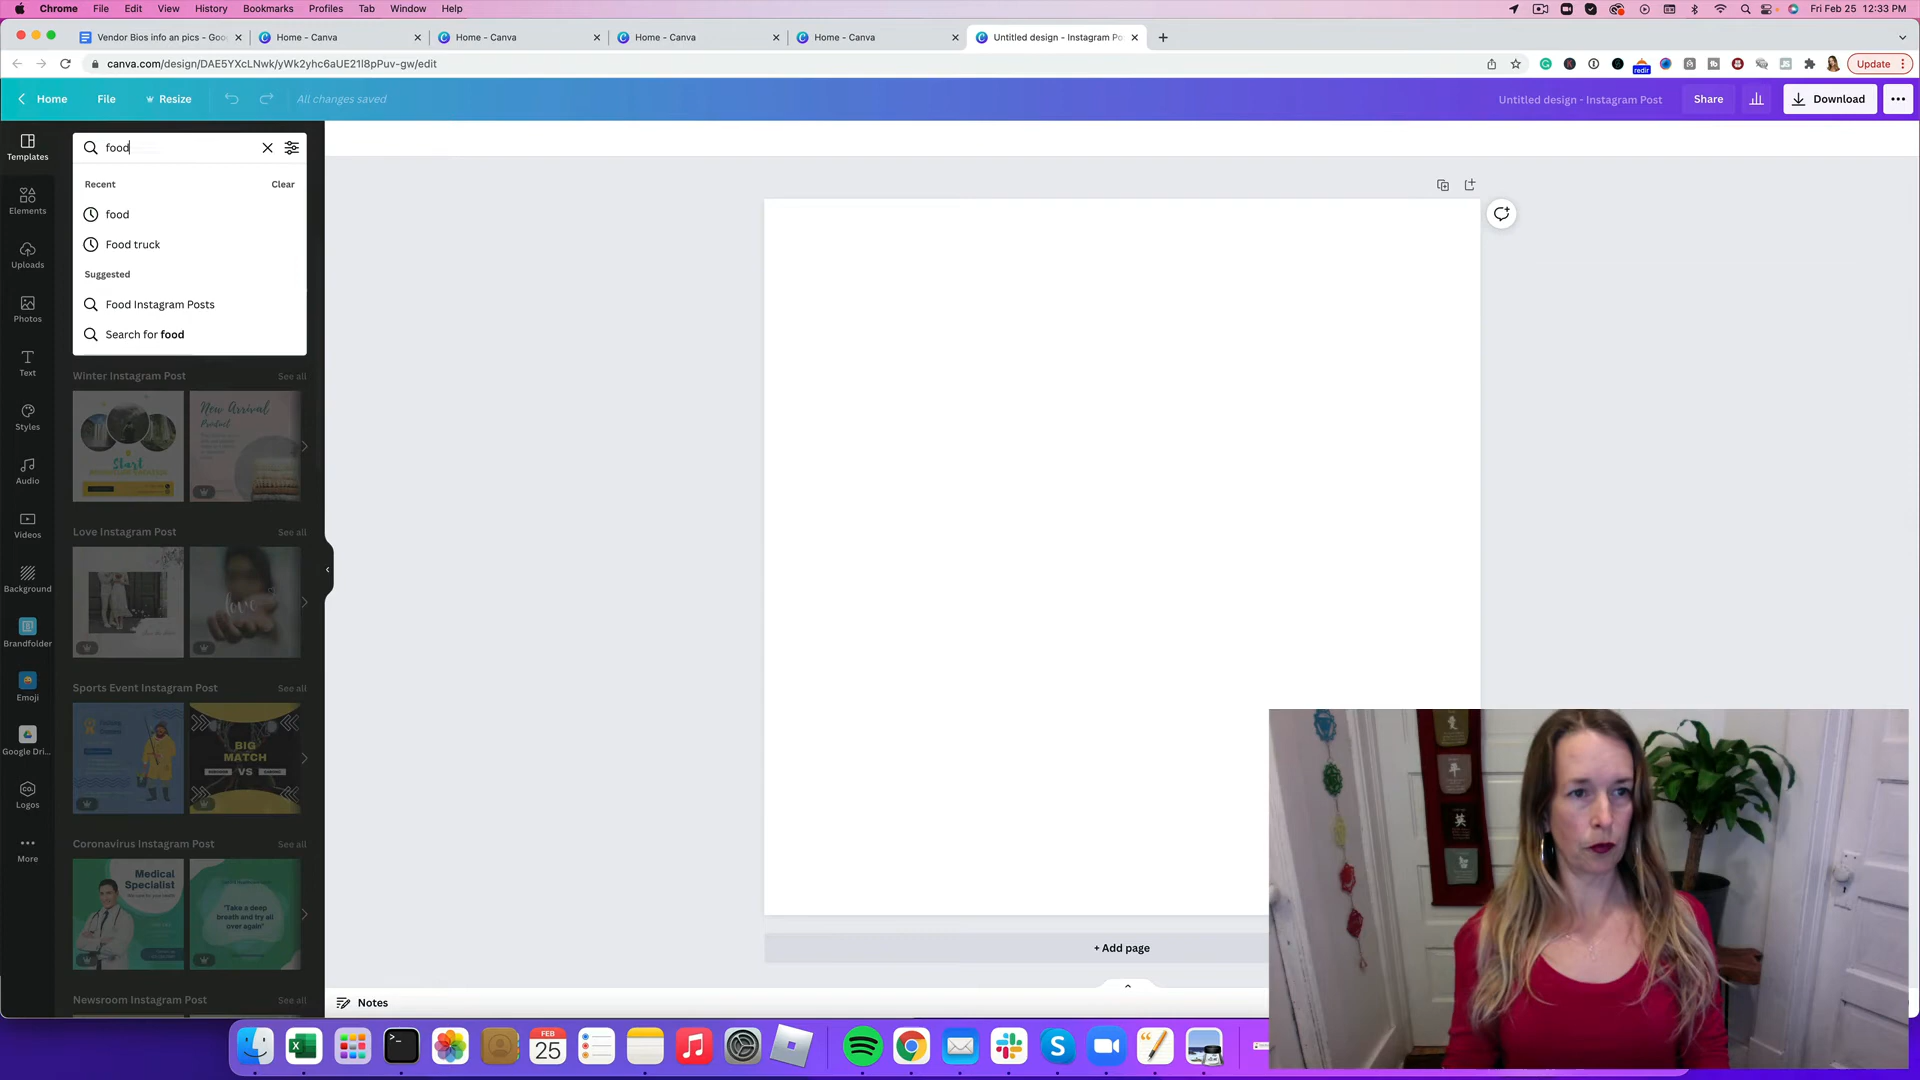 Chrome File Edit View History Bookmarks Profiles Tab Window Help
Fri Feb 25 12:33 PM
Vendor Bios info an pics - Goo
Home - Canva
Home - Canva
Home - Canva
Home - Canva
Untitled design - Instagram Po
canva.com/design/DAE5YXcLNwk/yWk2yhc6aUE21I8pPuv-gw/edit
redir
Update
Home File Resize All changes saved
Untitled design - Instagram Post Share Download
Templates
Elements
Uploads
Photos
Text
Styles
Audio
Videos
Background
Brandfolder
Emoji
Google Dri...
Logos
More
food
Recent Clear
food
Food truck
Suggested
Food Instagram Posts
Search for food
Winter Instagram Post See all
Start
New Arrival
Product
Love Instagram Post See all
love
Sports Event Instagram Post See all
BIG
MATCH
VS
Coronavirus Instagram Post See all
Medical
Specialist
"Take a deep
breath and try all
over again"
Newsroom Instagram Post See all
+ Add page
Notes
FEB
25